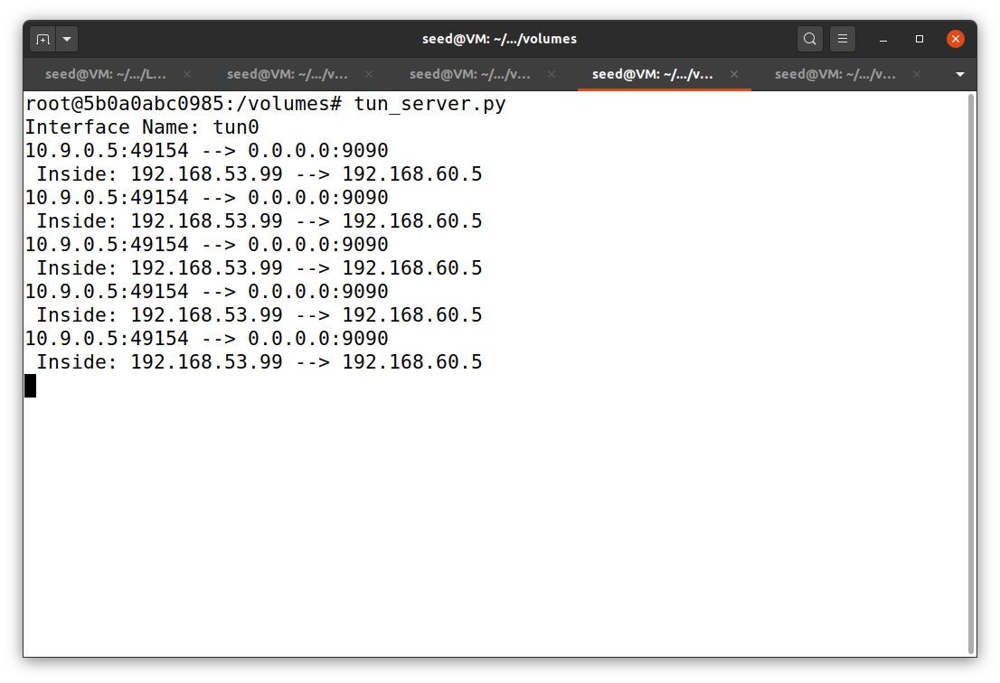 seed@VM: ~/.../volumes
seed@VM: ~/.../L... seed@VM: ~/.../v... seed@VM: ~/.../v... seed@VM: ~/.../v... seed@VM: ~/.../v...
root@5b0a0abc0985:/volumes# tun_server.py
Interface Name: tun0
10.9.0.5:49154 --> 0.0.0.0:9090
 Inside: 192.168.53.99 --> 192.168.60.5
10.9.0.5:49154 --> 0.0.0.0:9090
 Inside: 192.168.53.99 --> 192.168.60.5
10.9.0.5:49154 --> 0.0.0.0:9090
 Inside: 192.168.53.99 --> 192.168.60.5
10.9.0.5:49154 --> 0.0.0.0:9090
 Inside: 192.168.53.99 --> 192.168.60.5
10.9.0.5:49154 --> 0.0.0.0:9090
 Inside: 192.168.53.99 --> 192.168.60.5